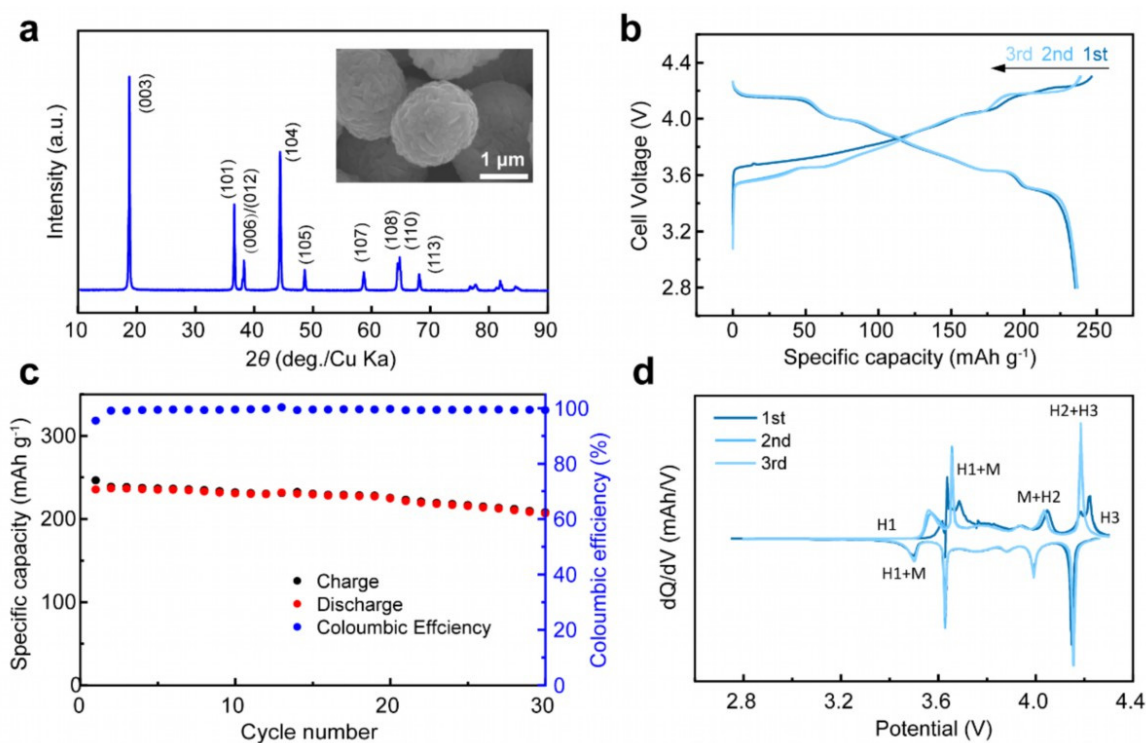 a
Intensity (a.u.)
(003)
(101)
(006)/(012)
(104)
(105)
(107)
(108)
(110)
(113)
1 μm
10 20 30 40 50 60 70 80 90
2θ (deg./Cu Ka)
b
Cell Voltage (V)
4.4
4.0
3.6
3.2
2.8
3rd 2nd 1st
0 50 100 150 200 250
Specific capacity (mAh g⁻¹)
c
Specific capacity (mAh g⁻¹)
300
200
100
0
Charge
Discharge
Coloumbic Effciency
100
80
60
40
20
0
Coloumbic efficiency (%)
0 10 20 30
Cycle number
d
dQ/dV (mAh/V)
1st
2nd
3rd
H1
H1+M
H1+M
M+H2
H2+H3
H3
2.8 3.6 4.0 4.4
Potential (V)